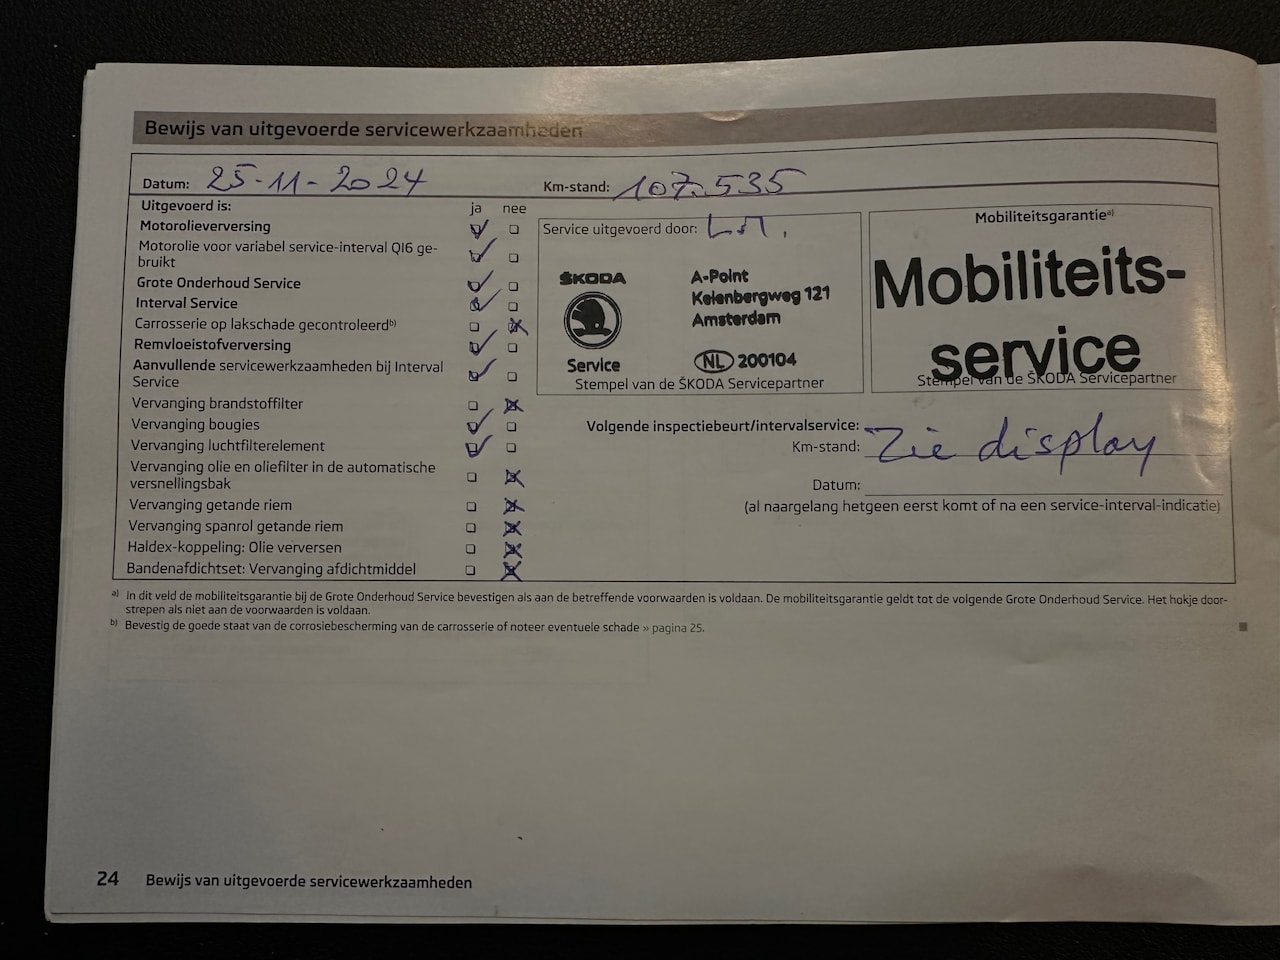 Bewijs van uitgevoerde servicewerkzaamheden
Datum: 25-11-2024
Km-stand: 107.535
Uitgevoerd is:
ja nee
Motorolieverversing
Motorolie voor variabel service-interval QI6 ge-
bruikt
Grote Onderhoud Service
Interval Service
Carrosserie op lakschade gecontroleerd b)
Remvloeistofverversing
Aanvullende servicewerkzaamheden bij Interval
Service
Vervanging brandstoffilter
Vervanging bougies
Vervanging luchtfilterelement
Vervanging olie en oliefilter in de automatische
versnellingsbak
Vervanging getande riem
Vervanging spanrol getande riem
Haldex-koppeling: Olie verversen
Bandenafdichtset: Vervanging afdichtmiddel
Service uitgevoerd door:
ŠKODA
Service
A-Point
Kelenbergweg 121
Amsterdam
NL 200104
Stempel van de ŠKODA Servicepartner
Mobiliteitsgarantie a)
Mobiliteits-
service
Stempel van de ŠKODA Servicepartner
Volgende inspectiebeurt/intervalservice:
Km-stand: Zie display
Datum:
(al naargelang hetgeen eerst komt of na een service-interval-indicatie)
a) In dit veld de mobiliteitsgarantie bij de Grote Onderhoud Service bevestigen als aan de betreffende voorwaarden is voldaan. De mobiliteitsgarantie geldt tot de volgende Grote Onderhoud Service. Het hokje door-
strepen als niet aan de voorwaarden is voldaan.
b) Bevestig de goede staat van de corrosiebescherming van de carrosserie of noteer eventuele schade » pagina 25.
24 Bewijs van uitgevoerde servicewerkzaamheden